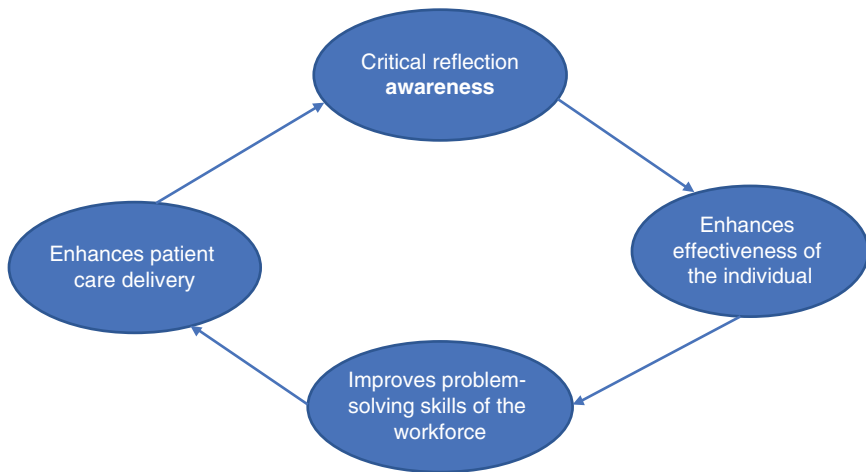 Critical reflection
awareness
Enhances
effectiveness of
the individual
Improves problem-
solving skills of the
workforce
Enhances patient
care delivery